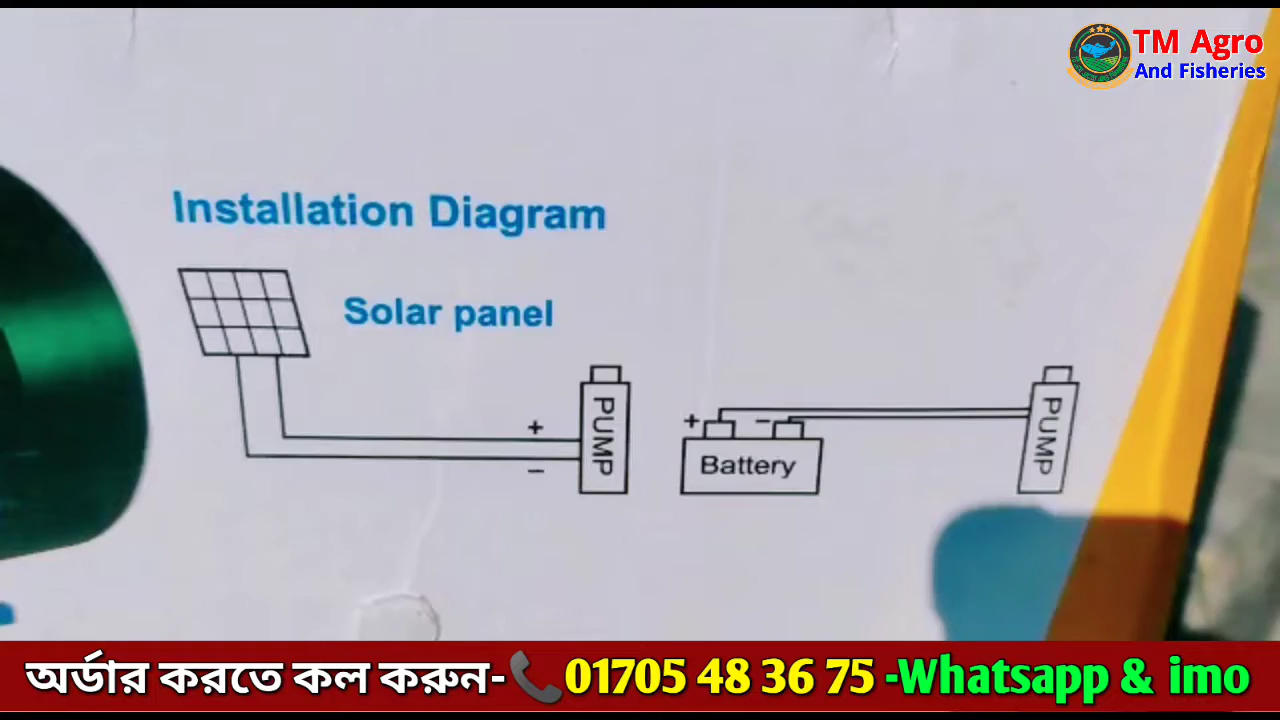 TM Agro
And Fisheries
Installation Diagram
Solar panel
+
−
PUMP
+ −
Battery
PUMP
অর্ডার করতে কল করুন-📞01705 48 36 75 -Whatsapp & imo